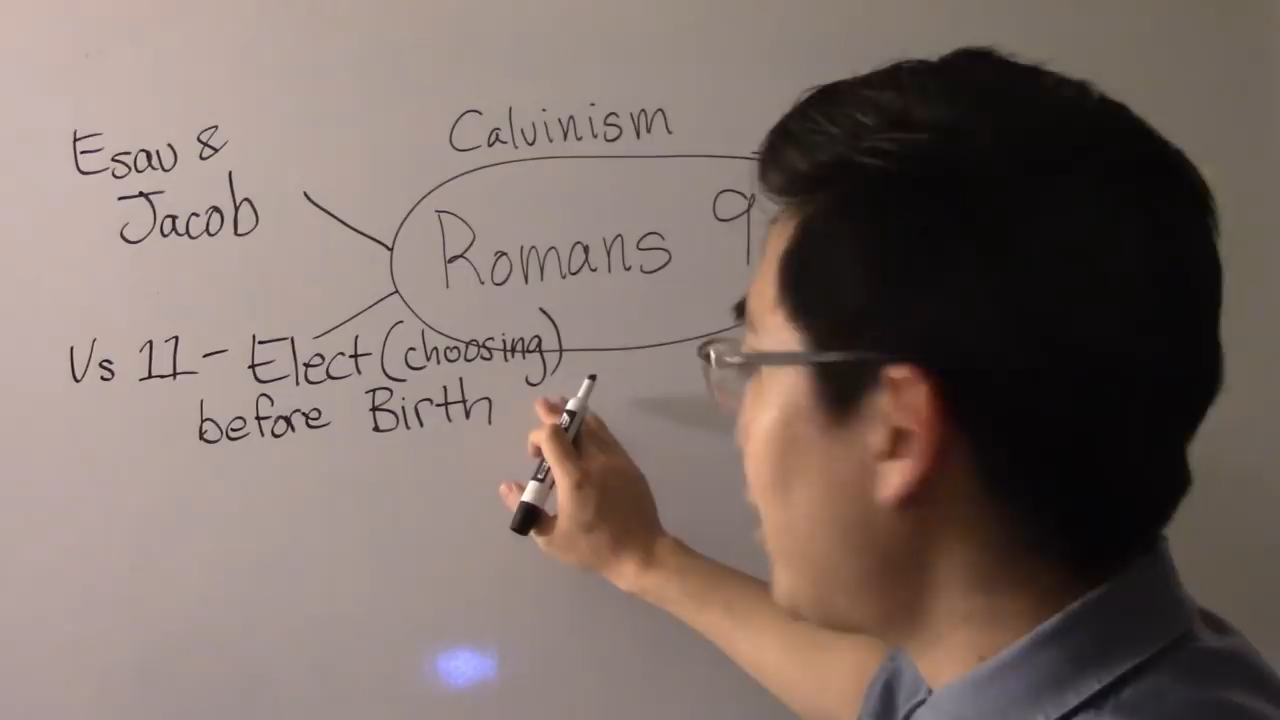 Calvinism
Esau &
Jacob
Romans 9
Vs 11 - Elect (choosing)
before Birth